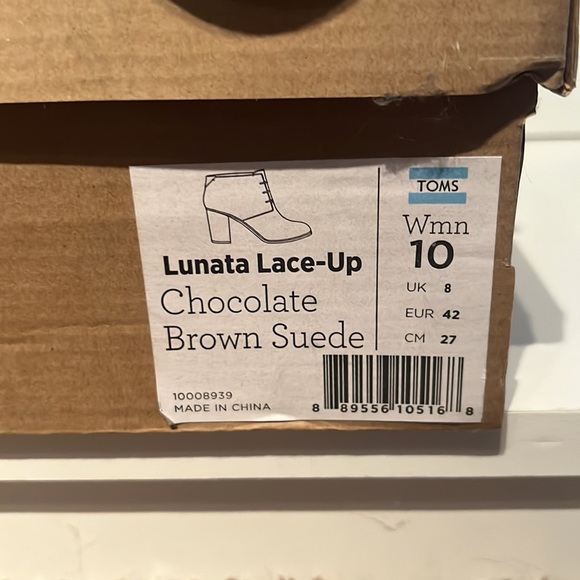 Lunata Lace-Up
Chocolate
Brown Suede
10008939
MADE IN CHINA
TOMS
Wmn
10
UK 8
EUR 42
CM 27
8 89556 10516 8